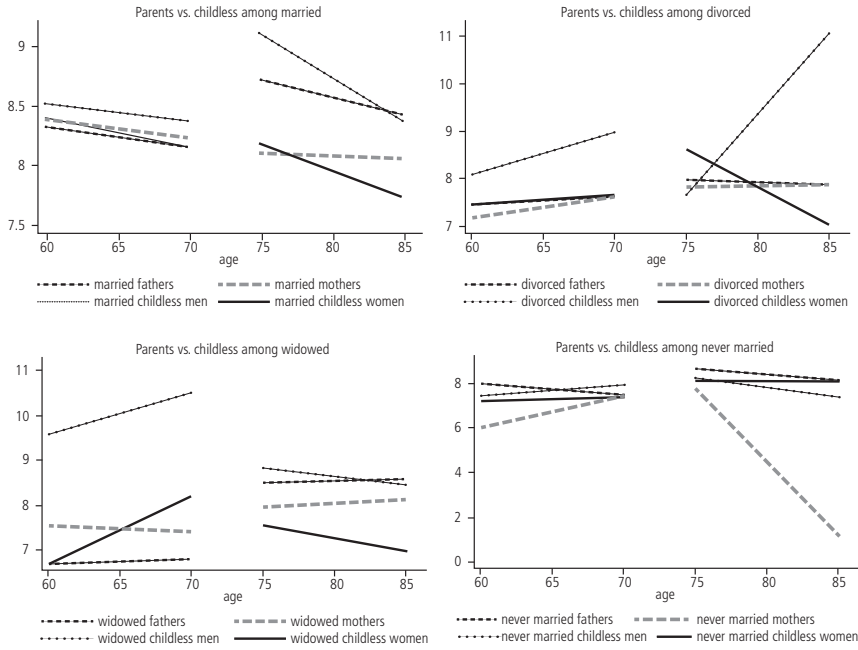 Parents vs. childless among married
9
8.5
8
7.5
60 65 70 75 80 85
age
married fathers married mothers
married childless men married childless women
Parents vs. childless among divorced
11
11
9
8
7
60 65 70 75 80 85
age
divorced fathers divorced mothers
divorced childless men divorced childless women
Parents vs. childless among widowed
11
10
9
8
7
60 65 70 75 80 85
age
widowed fathers widowed mothers
widowed childless men widowed childless women
Parents vs. childless among never married
8
6
4
2
0
60 65 70 75 80 85
age
never married fathers never married mothers
never married childless men never married childless women